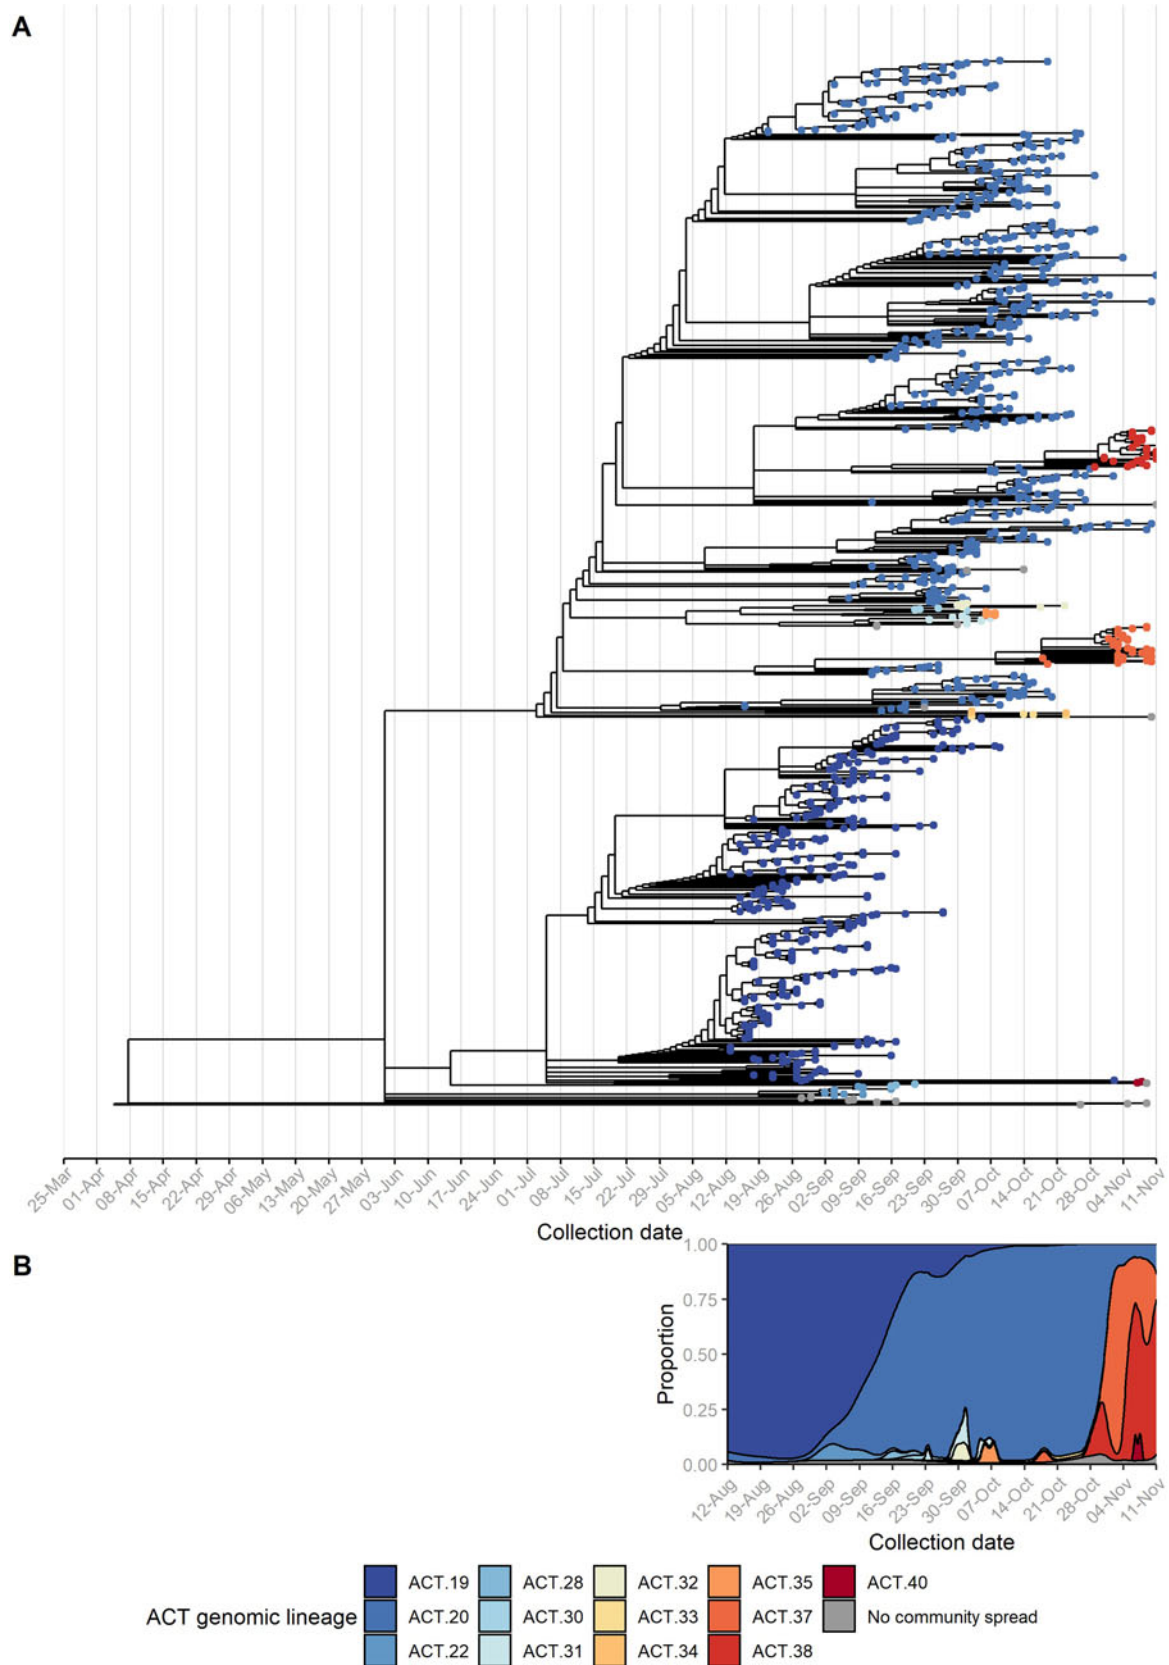 A
25-Mar 01-Apr 08-Apr 15-Apr 22-Apr 29-Apr 06-May 13-May 20-May 27-May 03-Jun 10-Jun 17-Jun 24-Jun 01-Jul 08-Jul 15-Jul 22-Jul 29-Jul 05-Aug 12-Aug 19-Aug 26-Aug 02-Sep 09-Sep 16-Sep 23-Sep 30-Sep 07-Oct 14-Oct 21-Oct 28-Oct 04-Nov 11-Nov
Collection date
B
Proportion
1.00
0.75
0.50
0.25
0.00
12-Aug 19-Aug 26-Aug 02-Sep 09-Sep 16-Sep 23-Sep 30-Sep 07-Oct 14-Oct 21-Oct 28-Oct 04-Nov 11-Nov
Collection date
ACT genomic lineage
ACT.19 ACT.28 ACT.32 ACT.35 ACT.40
ACT.20 ACT.30 ACT.33 ACT.37 No community spread
ACT.22 ACT.31 ACT.34 ACT.38